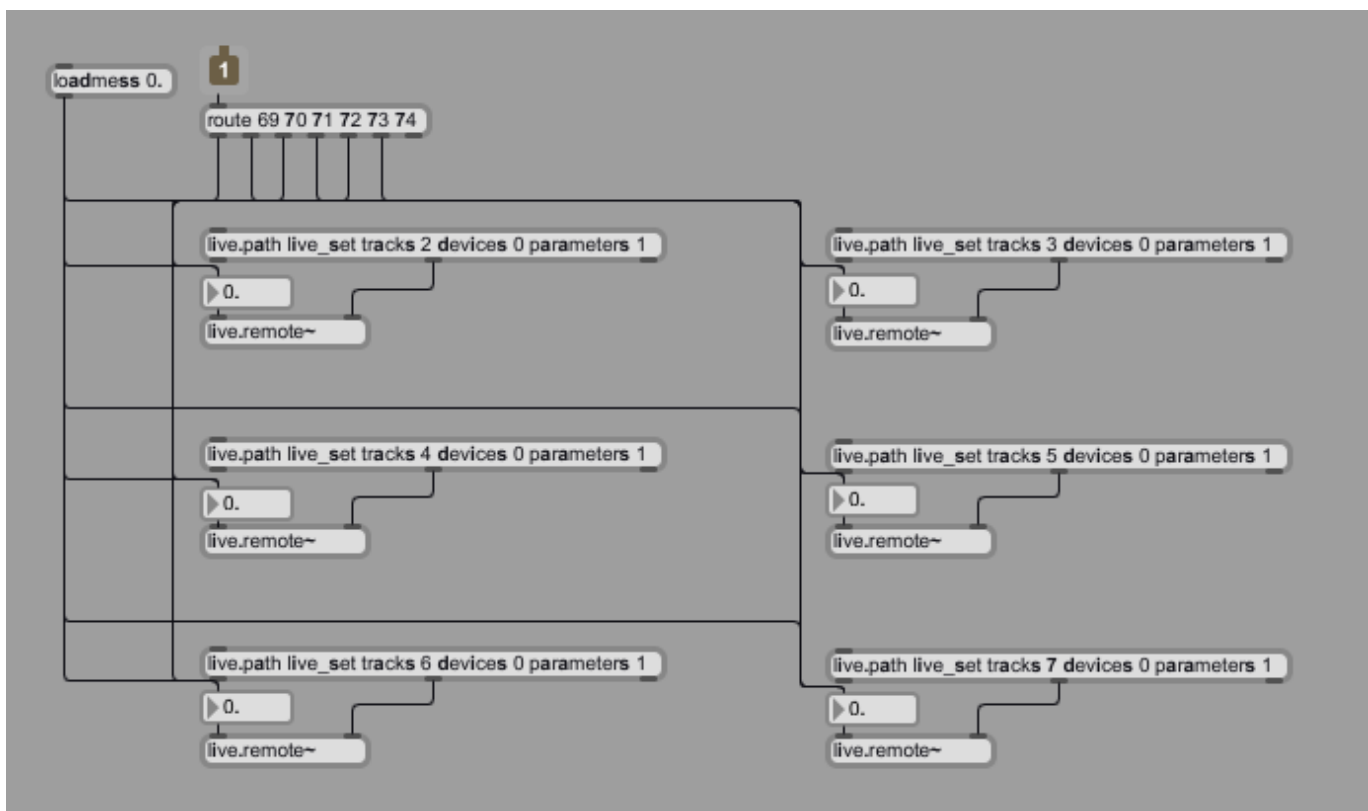 loadmess 0.
1
route 69 70 71 72 73 74
live.path live_set tracks 2 devices 0 parameters 1
live.path live_set tracks 3 devices 0 parameters 1
0.
0.
live.remote~
live.remote~
live.path live_set tracks 4 devices 0 parameters 1
live.path live_set tracks 5 devices 0 parameters 1
0.
0.
live.remote~
live.remote~
live.path live_set tracks 6 devices 0 parameters 1
live.path live_set tracks 7 devices 0 parameters 1
0.
0.
live.remote~
live.remote~